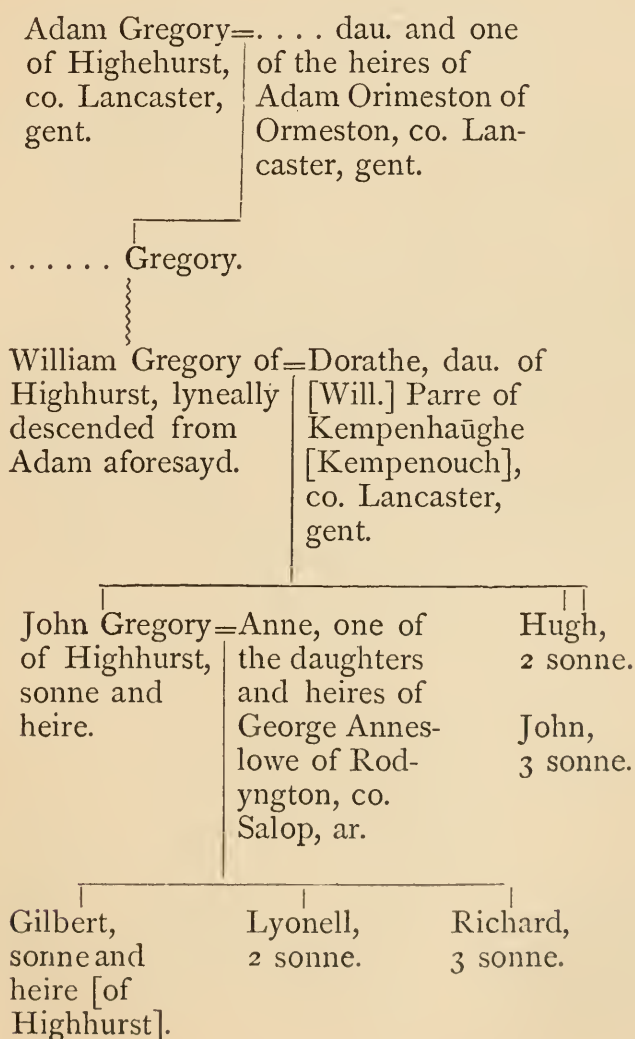 Adam Gregory=. . . . dau. and one
of Highehurst, of the heires of
co. Lancaster, Adam Orimeston of
gent. Ormeston, co. Lan-
caster, gent.
. . . . . . Gregory.
William Gregory of=Dorathe, dau. of
Highhurst, lyneally [Will.] Parre of
descended from Kempenhaūghe
Adam aforesayd. [Kempenouch],
co. Lancaster,
gent.
John Gregory=Anne, one of
of Highhurst, the daughters
sonne and and heires of
heire. George Annes-
lowe of Rod-
yngton, co.
Salop, ar.
Hugh,
2 sonne.
John,
3 sonne.
Gilbert,
sonne and
heire [of
Highhurst].
Lyonell,
2 sonne.
Richard,
3 sonne.